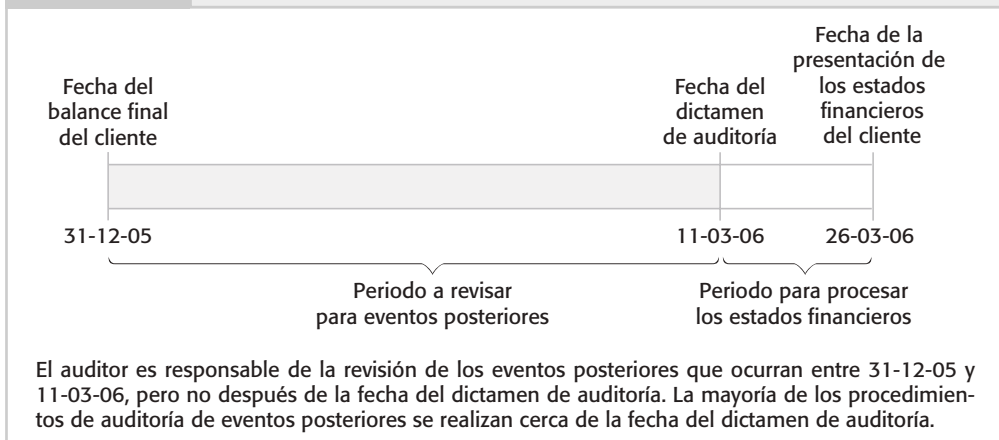 Fecha de la
presentación de
los estados
financieros
del cliente
Fecha del
balance final
del cliente
Fecha del
dictamen
de auditoría
31-12-05
11-03-06
26-03-06
Periodo a revisar
para eventos posteriores
Periodo para procesar
los estados financieros
El auditor es responsable de la revisión de los eventos posteriores que ocurran entre 31-12-05 y
11-03-06, pero no después de la fecha del dictamen de auditoría. La mayoría de los procedimien-
tos de auditoría de eventos posteriores se realizan cerca de la fecha del dictamen de auditoría.